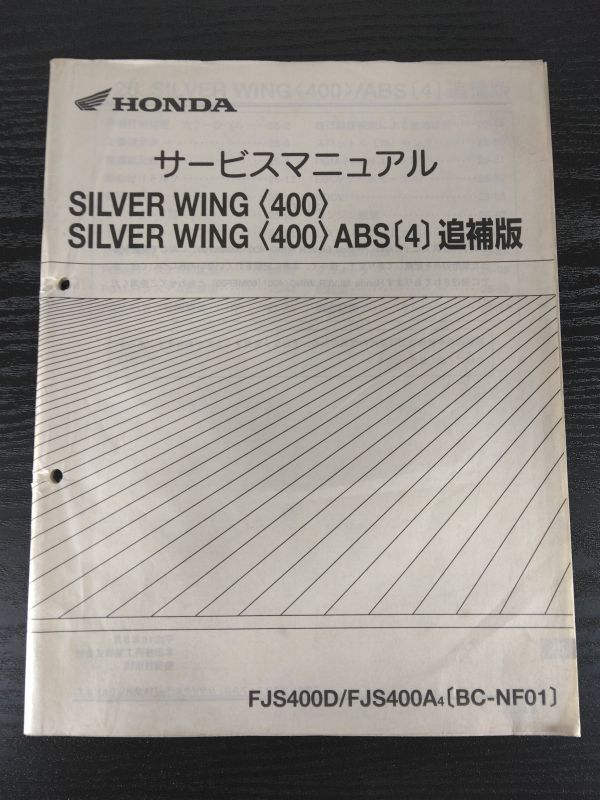 HONDA
サービスマニュアル
SILVER WING〈400〉
SILVER WING〈400〉ABS〔4〕追補版
FJS400D/FJS400A4〔BC-NF01〕